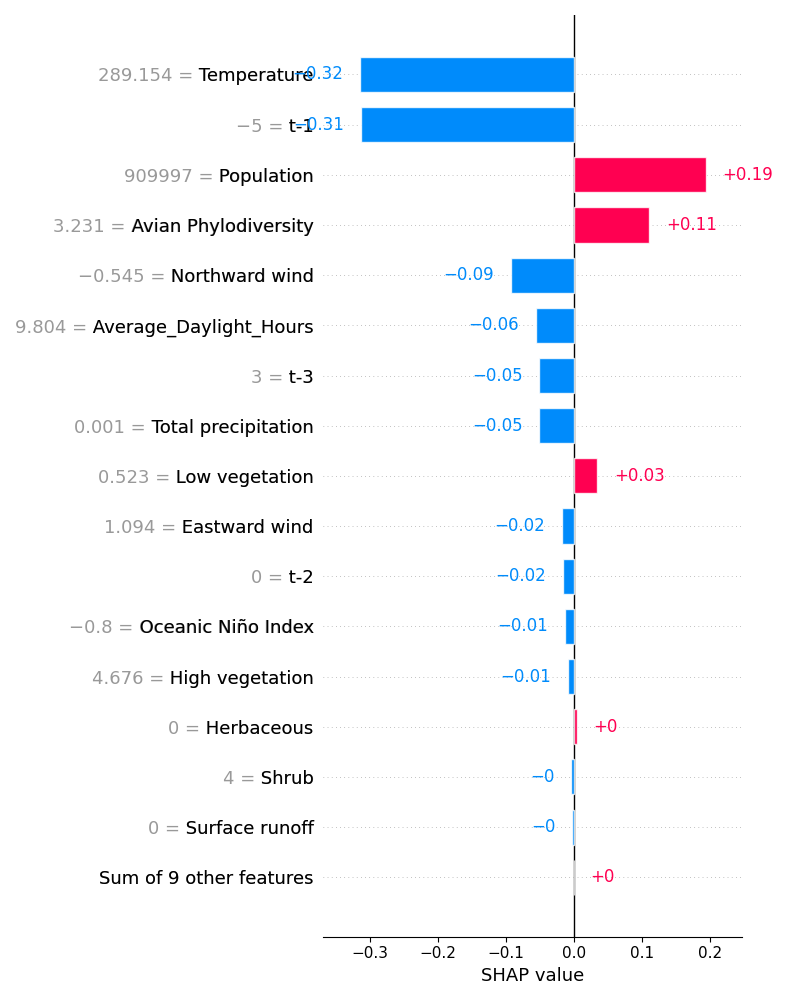 289.154 = Temperature −0.32
−5 = t-1 −0.31
909997 = Population +0.19
3.231 = Avian Phylodiversity +0.11
−0.545 = Northward wind −0.09
9.804 = Average_Daylight_Hours −0.06
3 = t-3 −0.05
0.001 = Total precipitation −0.05
0.523 = Low vegetation +0.03
1.094 = Eastward wind −0.02
0 = t-2 −0.02
−0.8 = Oceanic Niño Index −0.01
4.676 = High vegetation −0.01
0 = Herbaceous +0
4 = Shrub −0
0 = Surface runoff −0
Sum of 9 other features +0
−0.3 −0.2 −0.1 0.0 0.1 0.2
SHAP value